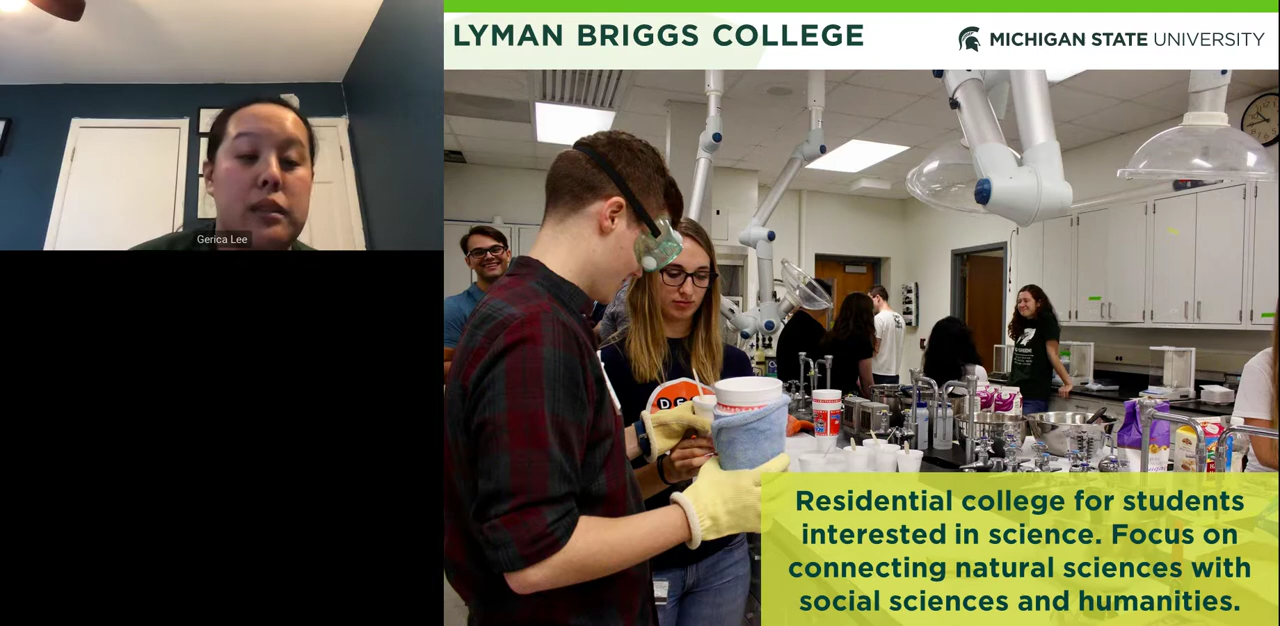 LYMAN BRIGGS COLLEGE
MICHIGAN STATE UNIVERSITY
Gerica Lee
Residential college for students
interested in science. Focus on
connecting natural sciences with
social sciences and humanities.